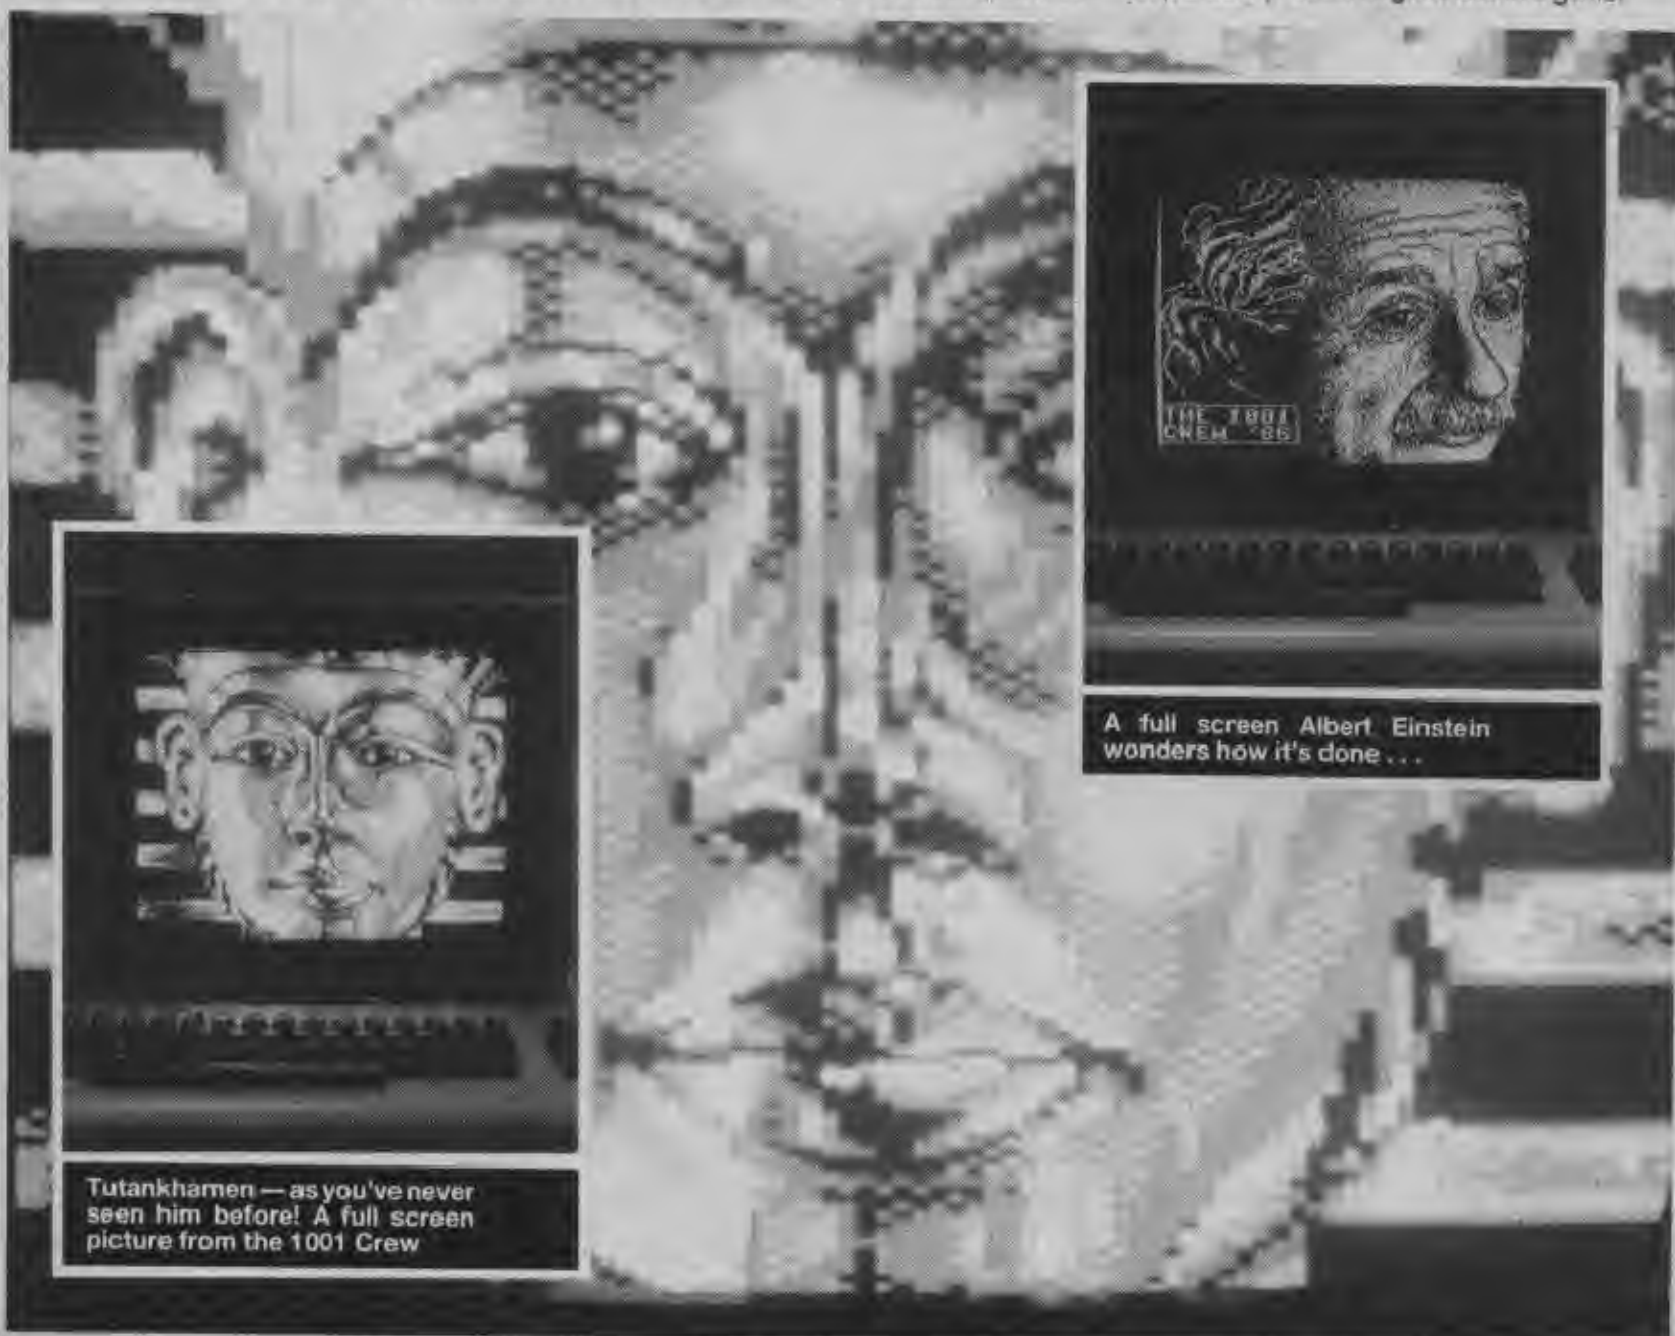 THE 1001
CREW '86
A full screen Albert Einstein
wonders how it's done . . .
Tutankhamen — as you've never
seen him before! A full screen
picture from the 1001 Crew